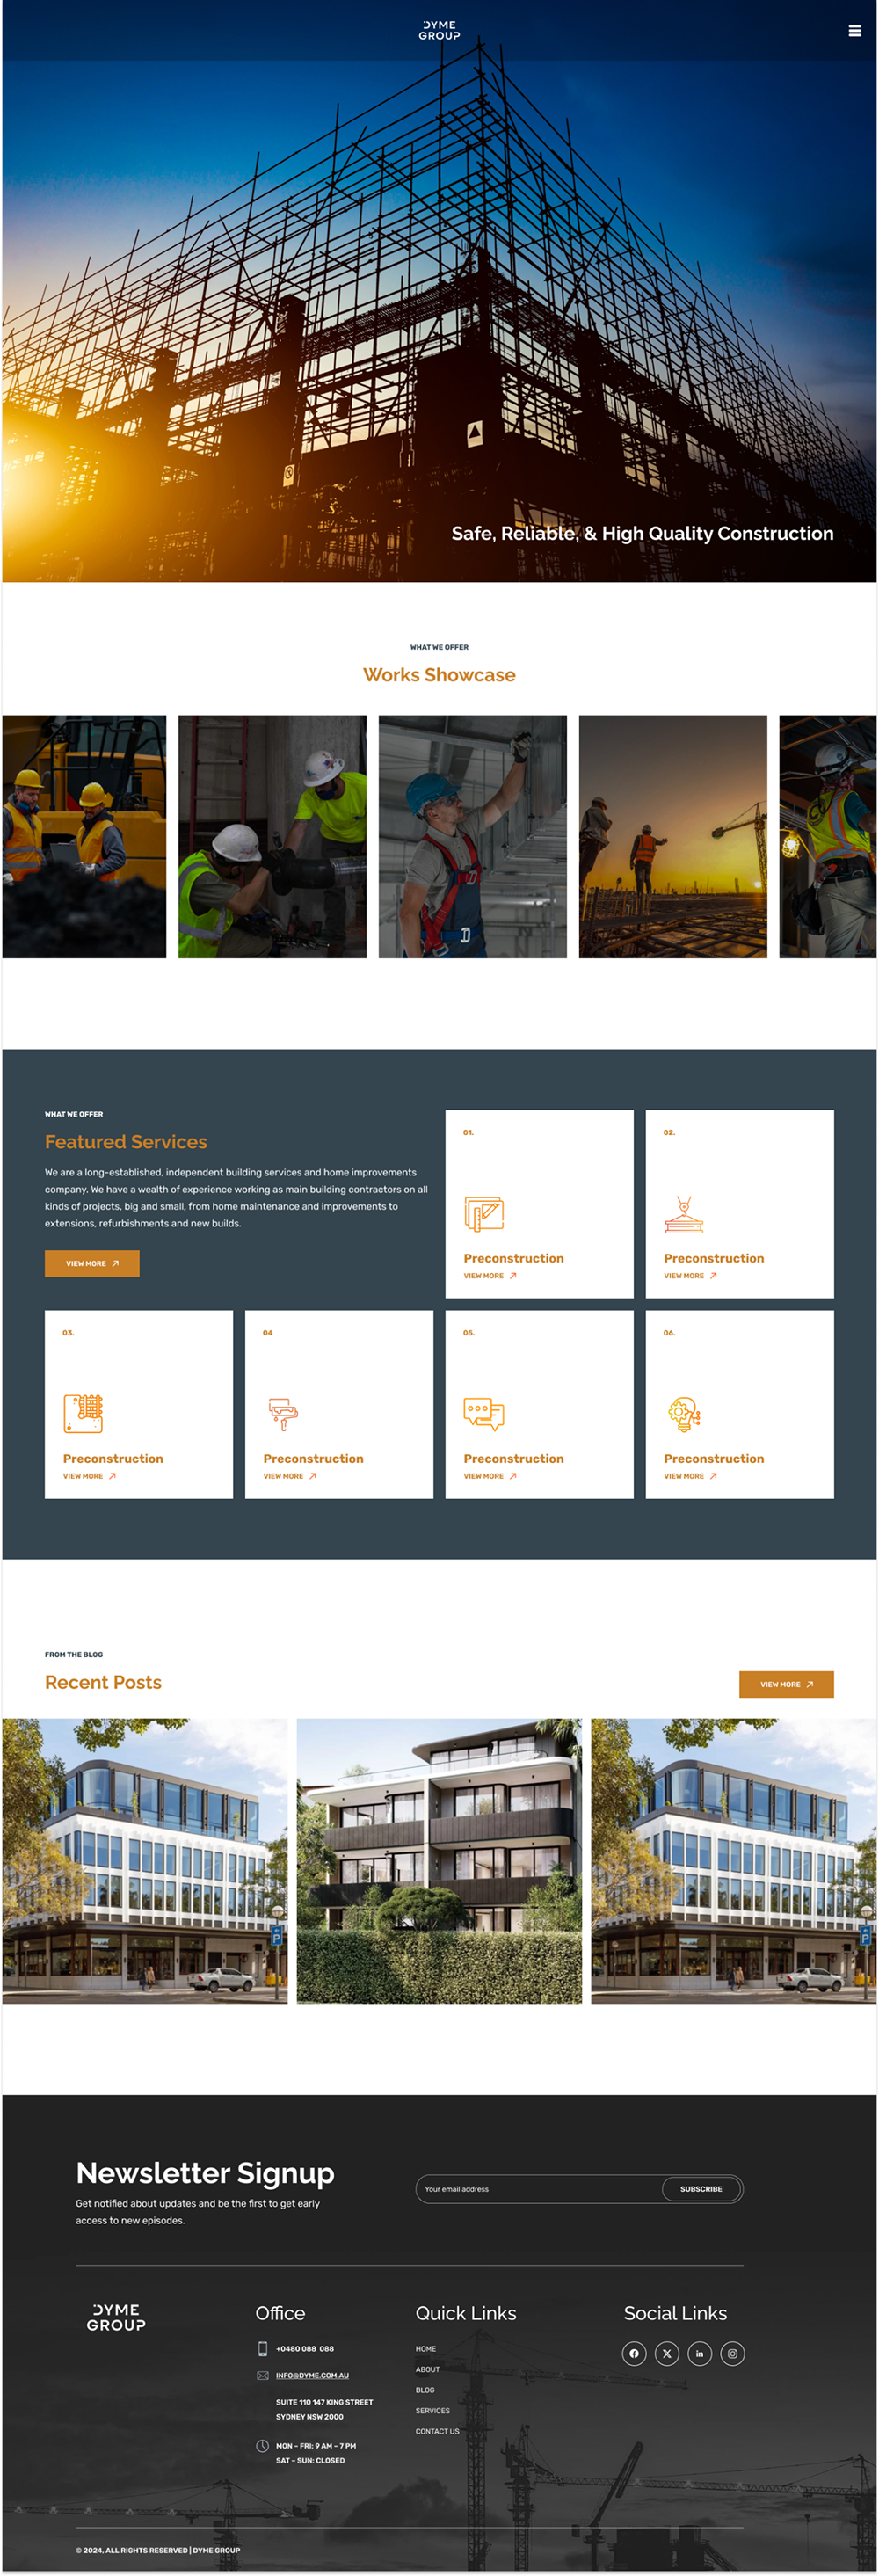 DYME
GROUP
Safe, Reliable, & High Quality Construction
WHAT WE OFFER
Works Showcase
WHAT WE OFFER
Featured Services
We are a long-established, independent building services and home improvements
company. We have a wealth of experience working as main building contractors on all
kinds of projects, big and small, from home maintenance and improvements to
extensions, refurbishments and new builds.
VIEW MORE
01.
Preconstruction
VIEW MORE
02.
Preconstruction
VIEW MORE
03.
Preconstruction
VIEW MORE
04
Preconstruction
VIEW MORE
05.
Preconstruction
VIEW MORE
06.
Preconstruction
VIEW MORE
FROM THE BLOG
Recent Posts
VIEW MORE
P
P
Newsletter Signup
Get notified about updates and be the first to get early
access to new episodes.
Your email address
SUBSCRIBE
DYME
GROUP
Office
+0480 088 088
INFO@DYME.COM.AU
SUITE 110 147 KING STREET
SYDNEY NSW 2000
MON – FRI: 9 AM – 7 PM
SAT – SUN: CLOSED
Quick Links
HOME
ABOUT
BLOG
SERVICES
CONTACT US
Social Links
© 2024, ALL RIGHTS RESERVED | DYME GROUP